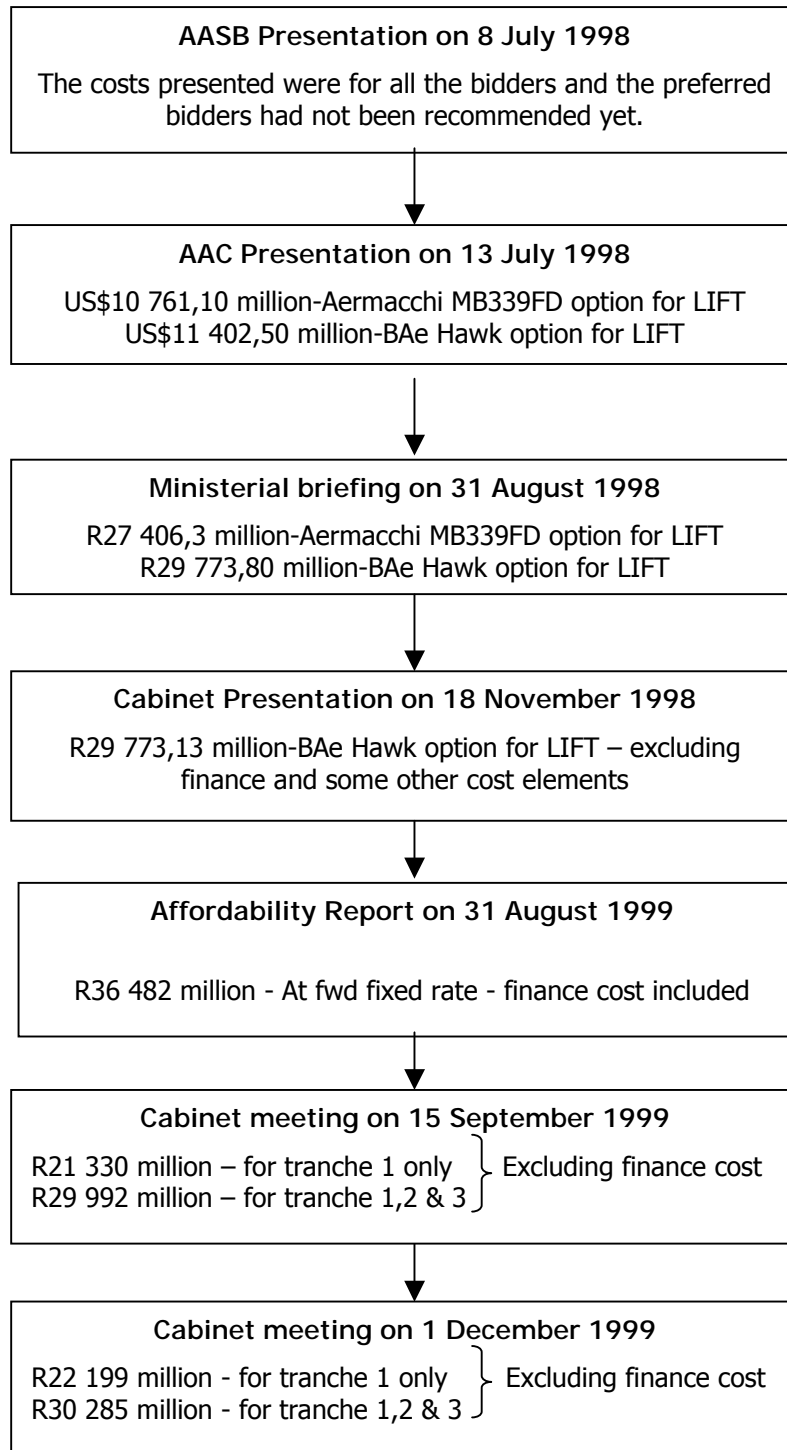 AASB Presentation on 8 July 1998
The costs presented were for all the bidders and the preferred
bidders had not been recommended yet.
AAC Presentation on 13 July 1998
US$10 761,10 million-Aermacchi MB339FD option for LIFT
US$11 402,50 million-BAe Hawk option for LIFT
Ministerial briefing on 31 August 1998
R27 406,3 million-Aermacchi MB339FD option for LIFT
R29 773,80 million-BAe Hawk option for LIFT
Cabinet Presentation on 18 November 1998
R29 773,13 million-BAe Hawk option for LIFT – excluding
finance and some other cost elements
Affordability Report on 31 August 1999
R36 482 million - At fwd fixed rate - finance cost included
Cabinet meeting on 15 September 1999
R21 330 million – for tranche 1 only
R29 992 million – for tranche 1,2 & 3
Excluding finance cost
Cabinet meeting on 1 December 1999
R22 199 million - for tranche 1 only
R30 285 million - for tranche 1,2 & 3
Excluding finance cost